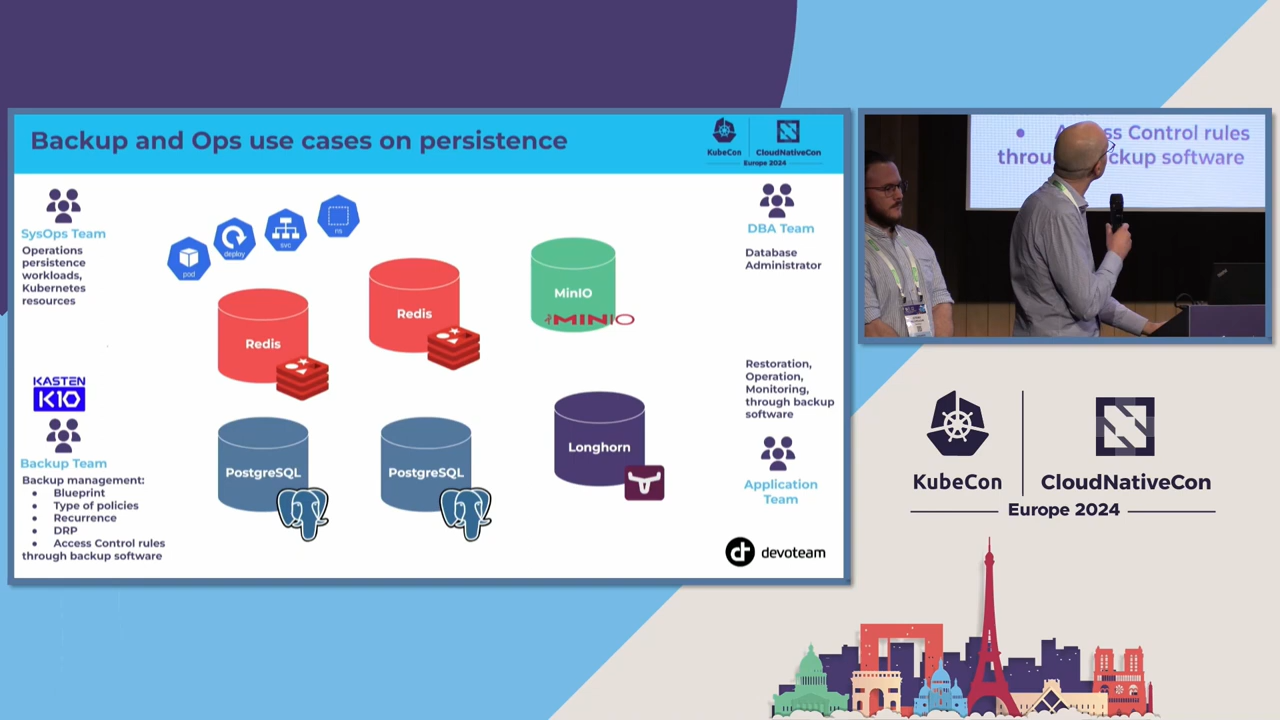 Backup and Ops use cases on persistence
KubeCon
CloudNativeCon
Europe 2024
SysOps Team
Operations
persistence
workloads,
Kubernetes
resources
pod
deploy
svc
ns
Redis
Redis
MinIO
MINIO
DBA Team
Database
Administrator
KASTEN
K10
Backup Team
Backup management:
● Blueprint
● Type of policies
● Recurrence
● DRP
● Access Control rules
through backup software
PostgreSQL
PostgreSQL
Longhorn
Restoration,
Operation,
Monitoring,
through backup
software
Application
Team
devoteam
ss Control rules
ckup software
KubeCon
CloudNativeCon
Europe 2024